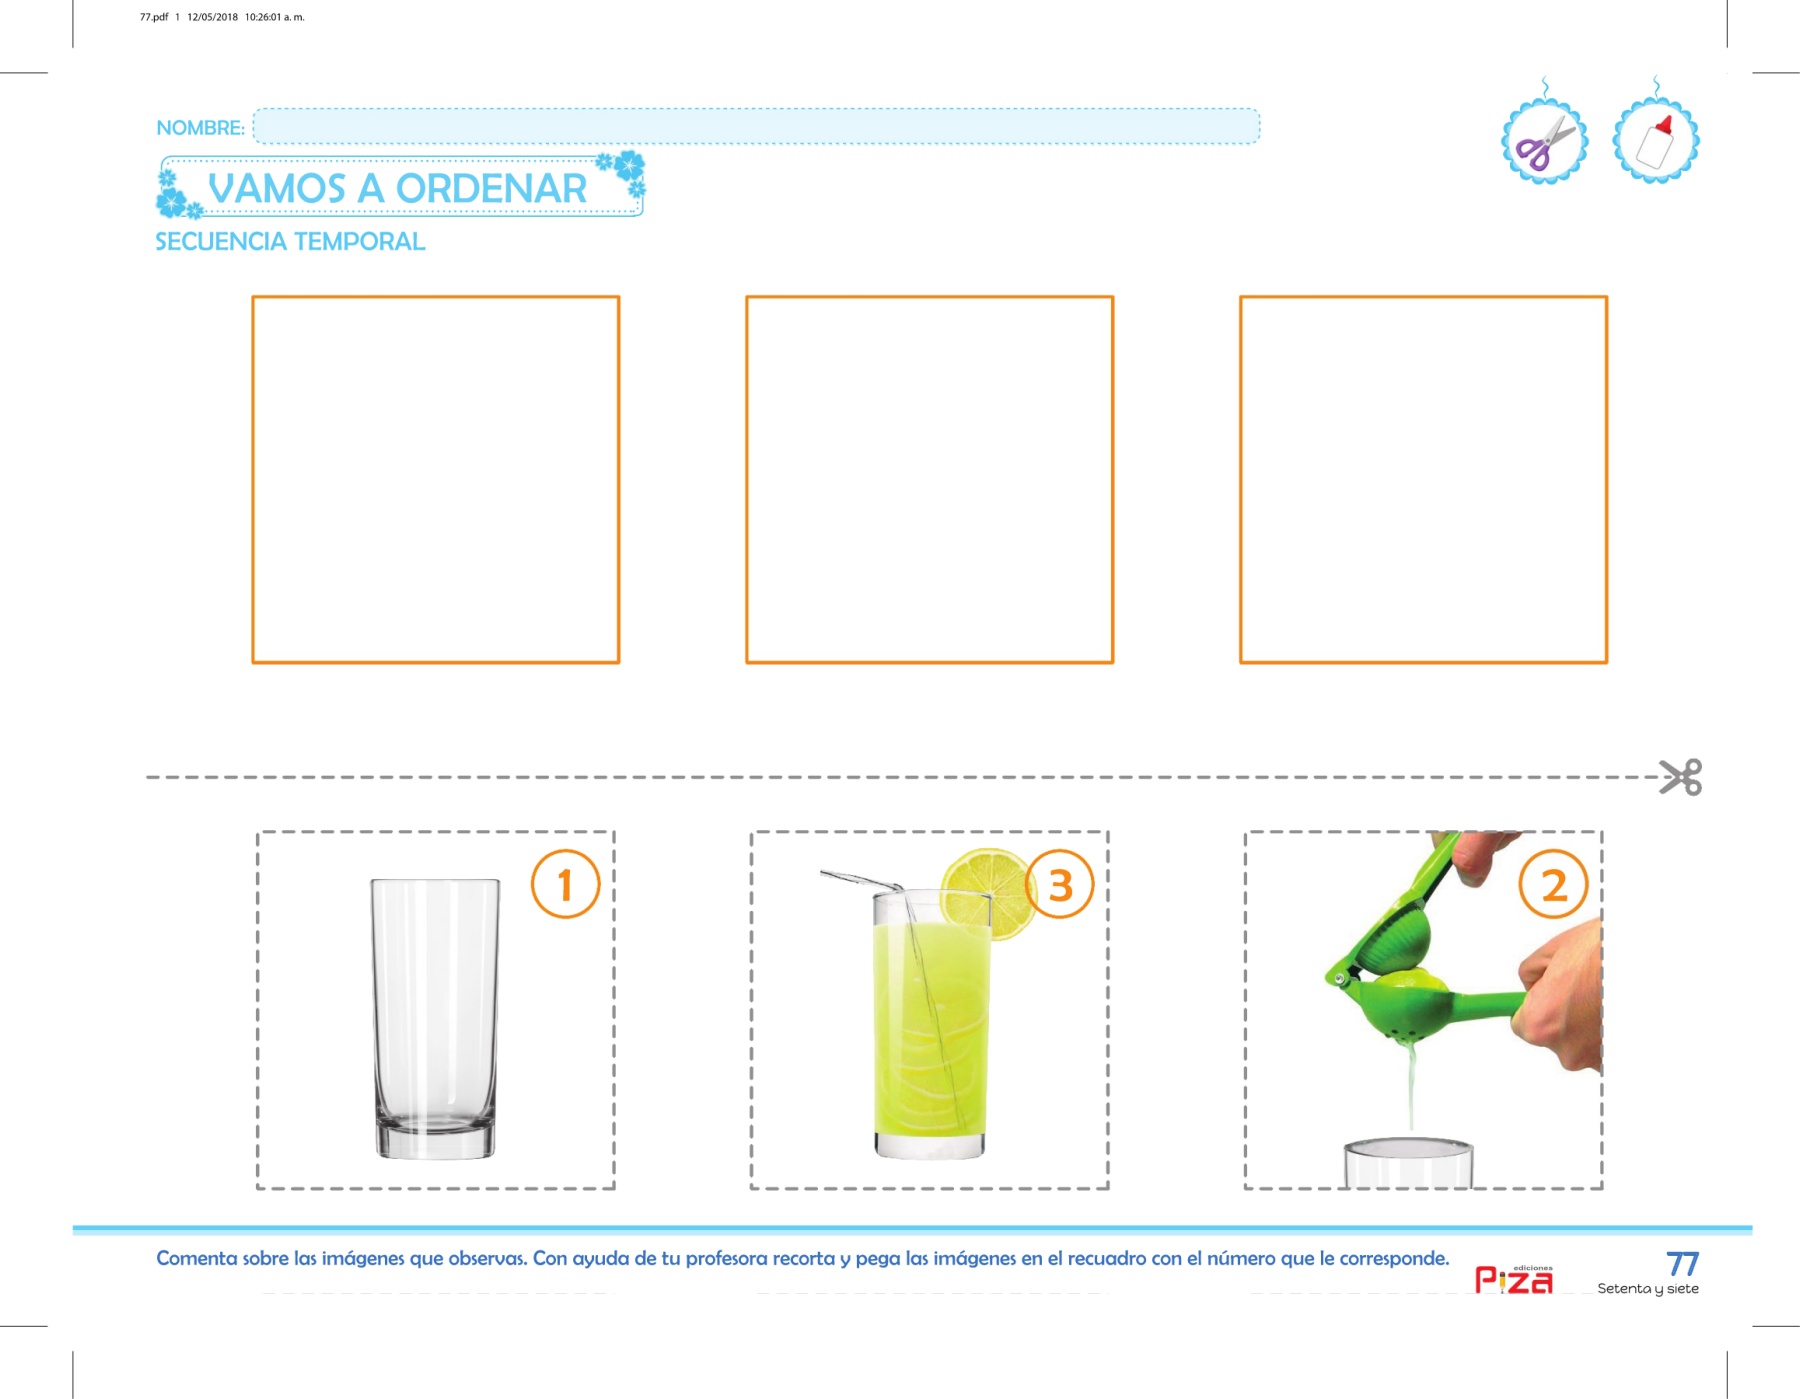 77.pdf 1 12/05/2018 10:26:01 a. m.
NOMBRE:
VAMOS A ORDENAR
SECUENCIA TEMPORAL
1
3
2
Comenta sobre las imágenes que observas. Con ayuda de tu profesora recorta y pega las imágenes en el recuadro con el número que le corresponde.
ediciones
Piza
77
Setenta y siete